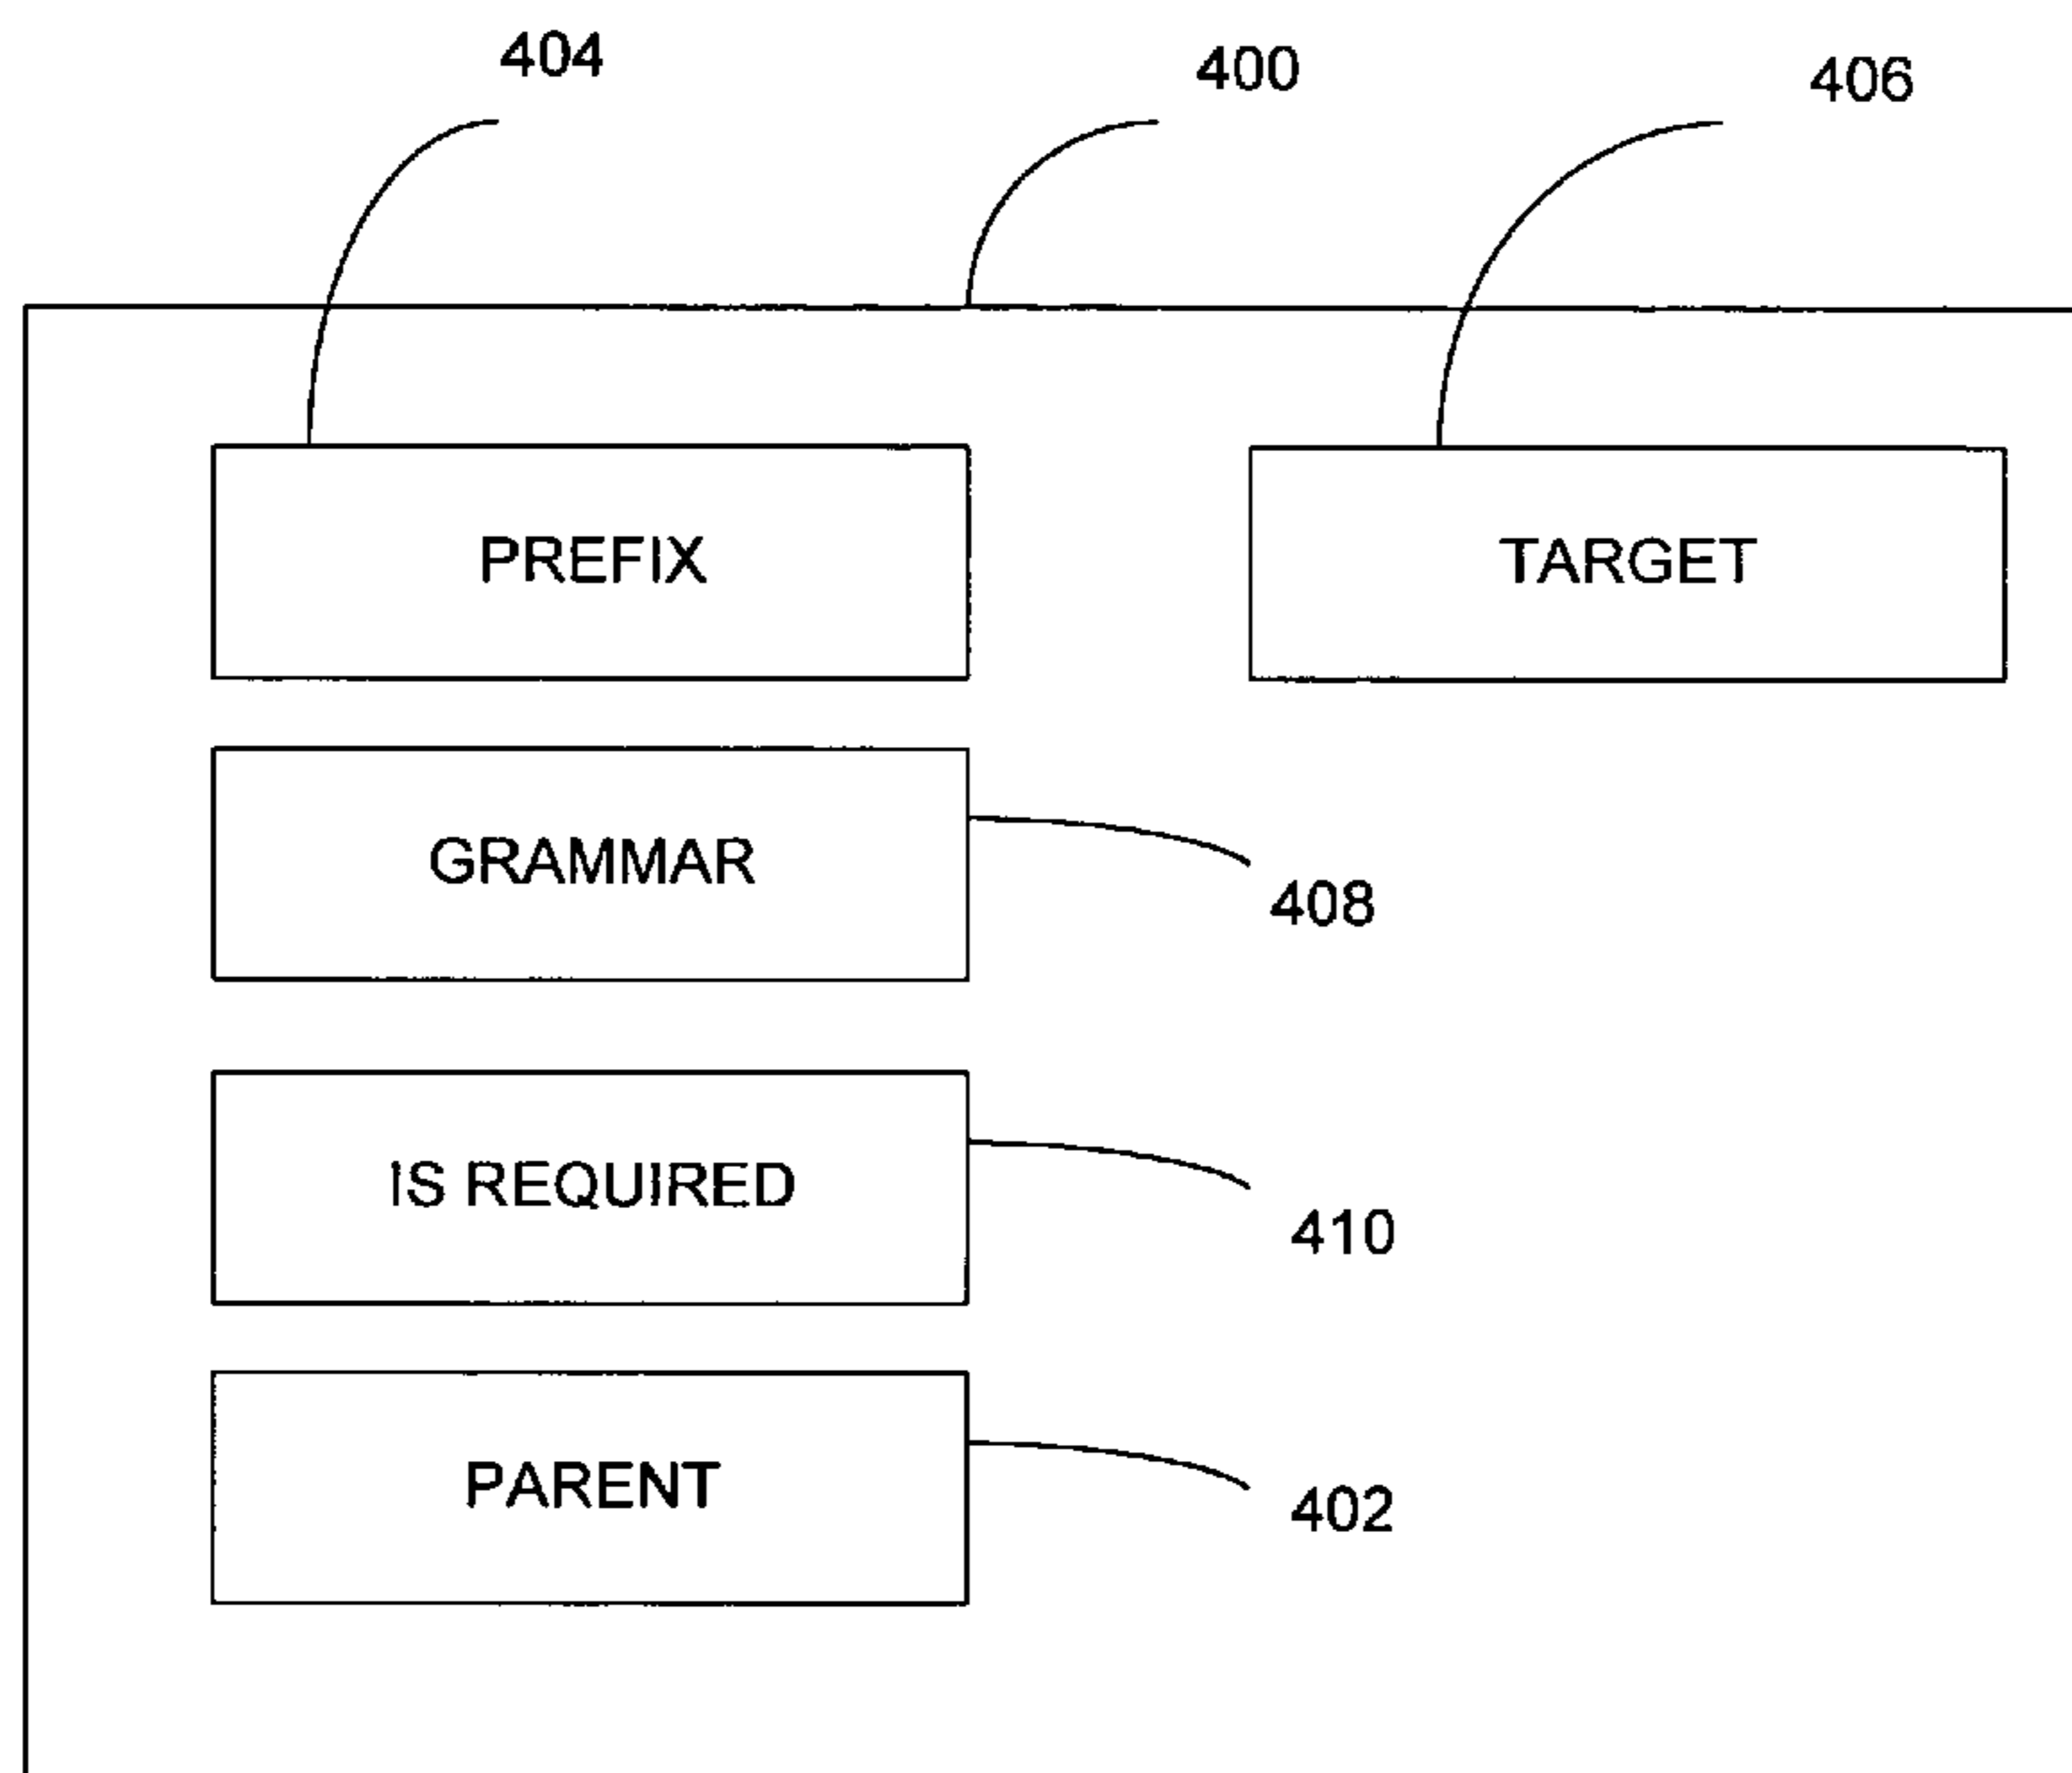 404
400
406
PREFIX
TARGET
GRAMMAR
408
IS REQUIRED
410
PARENT
402